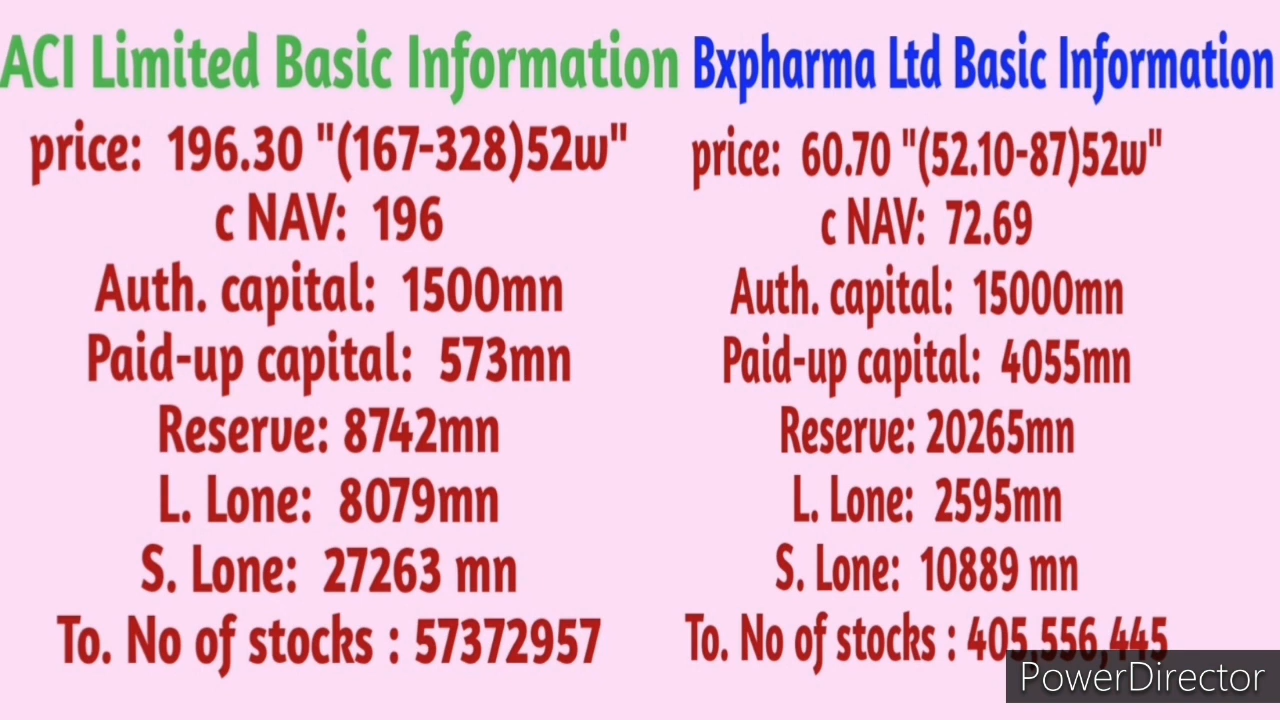 ACI Limited Basic Information
price: 196.30 "(167-328)52w"
c NAV: 196
Auth. capital: 1500mn
Paid-up capital: 573mn
Reserve: 8742mn
L. Lone: 8079mn
S. Lone: 27263 mn
To. No of stocks : 57372957
Bxpharma Ltd Basic Information
price: 60.70 "(52.10-87)52w"
c NAV: 72.69
Auth. capital: 15000mn
Paid-up capital: 4055mn
Reserve: 20265mn
L. Lone: 2595mn
S. Lone: 10889 mn
To. No of stocks : 405,556,445
PowerDirector